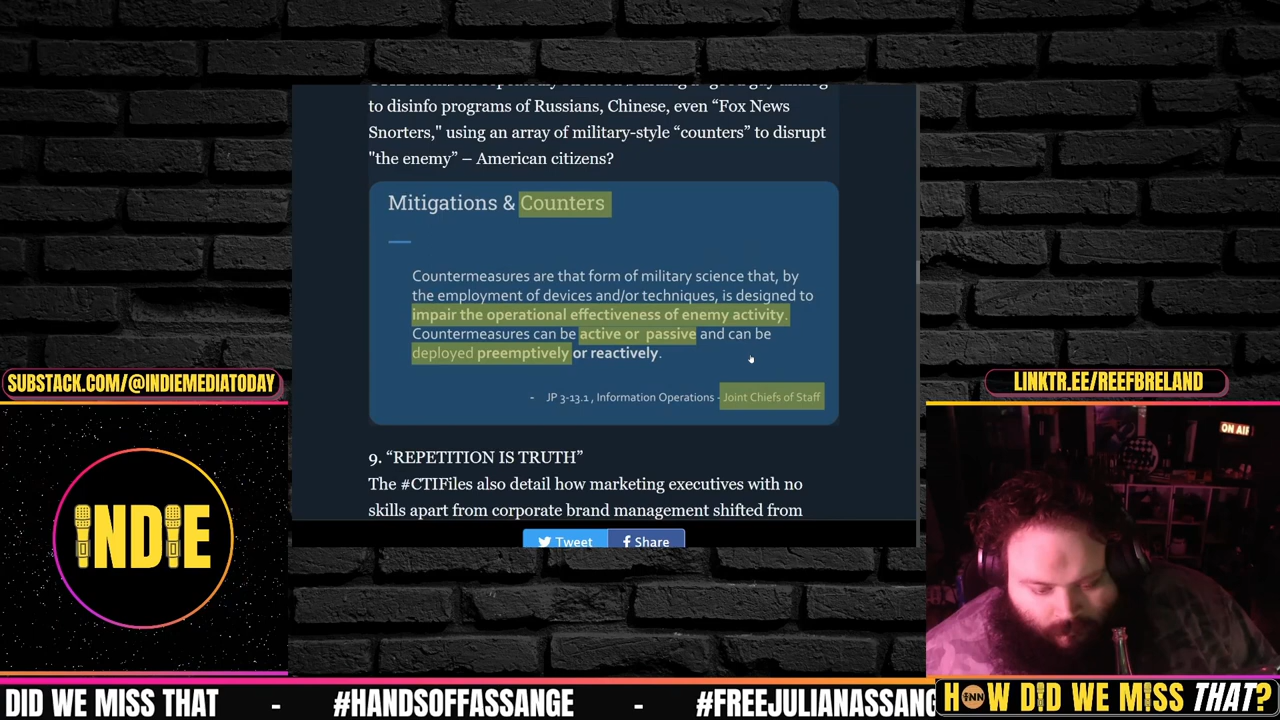 to disinfo programs of Russians, Chinese, even “Fox News
Snorters," using an array of military-style “counters” to disrupt
"the enemy” – American citizens?
Mitigations & Counters
Countermeasures are that form of military science that, by
the employment of devices and/or techniques, is designed to
impair the operational effectiveness of enemy activity.
Countermeasures can be active or passive and can be
deployed preemptively or reactively.
- JP 3-13.1 , Information Operations - Joint Chiefs of Staff
9. “REPETITION IS TRUTH”
The #CTIFiles also detail how marketing executives with no
skills apart from corporate brand management shifted from
Tweet
Share
SUBSTACK.COM/@INDIEMEDIATODAY
LINKTR.EE/REEFBRELAND
INDIE
ON AIR
DID WE MISS THAT - #HANDSOFFASSANGE - #FREEJULIANASSANG
HOW DID WE MISS THAT?
INN